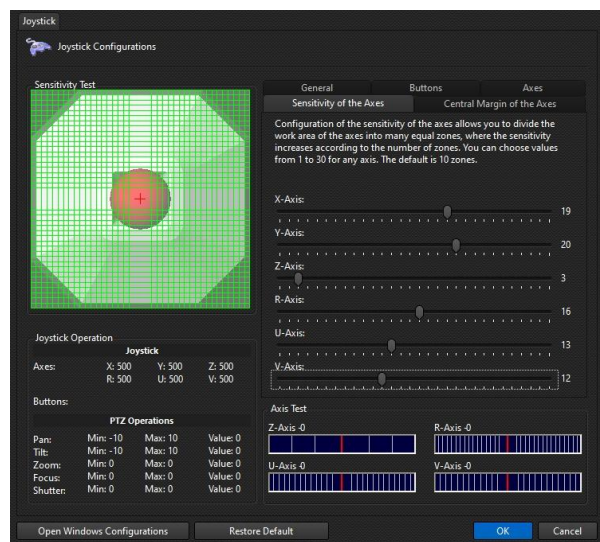 Joystick
Joystick Configurations
Sensitivity Test
General Buttons Axes
Sensitivity of the Axes Central Margin of the Axes
Configuration of the sensitivity of the axes allows you to divide the
work area of the axes into many equal zones, where the sensitivity
increases according to the number of zones. You can choose values
from 1 to 30 for any axis. The default is 10 zones.
X-Axis:
19
Y-Axis:
20
Z-Axis:
3
R-Axis:
16
U-Axis:
13
V-Axis:
12
Joystick Operation
Joystick
Axes: X: 500 Y: 500 Z: 500
R: 500 U: 500 V: 500
Buttons:
PTZ Operations
Pan: Min: -10 Max: 10 Value: 0
Tilt: Min: -10 Max: 10 Value: 0
Zoom: Min: 0 Max: 0 Value: 0
Focus: Min: 0 Max: 0 Value: 0
Shutter: Min: 0 Max: 0 Value: 0
Axis Test
Z-Axis -0 R-Axis -0
U-Axis -0 V-Axis -0
Open Windows Configurations Restore Default OK Cancel